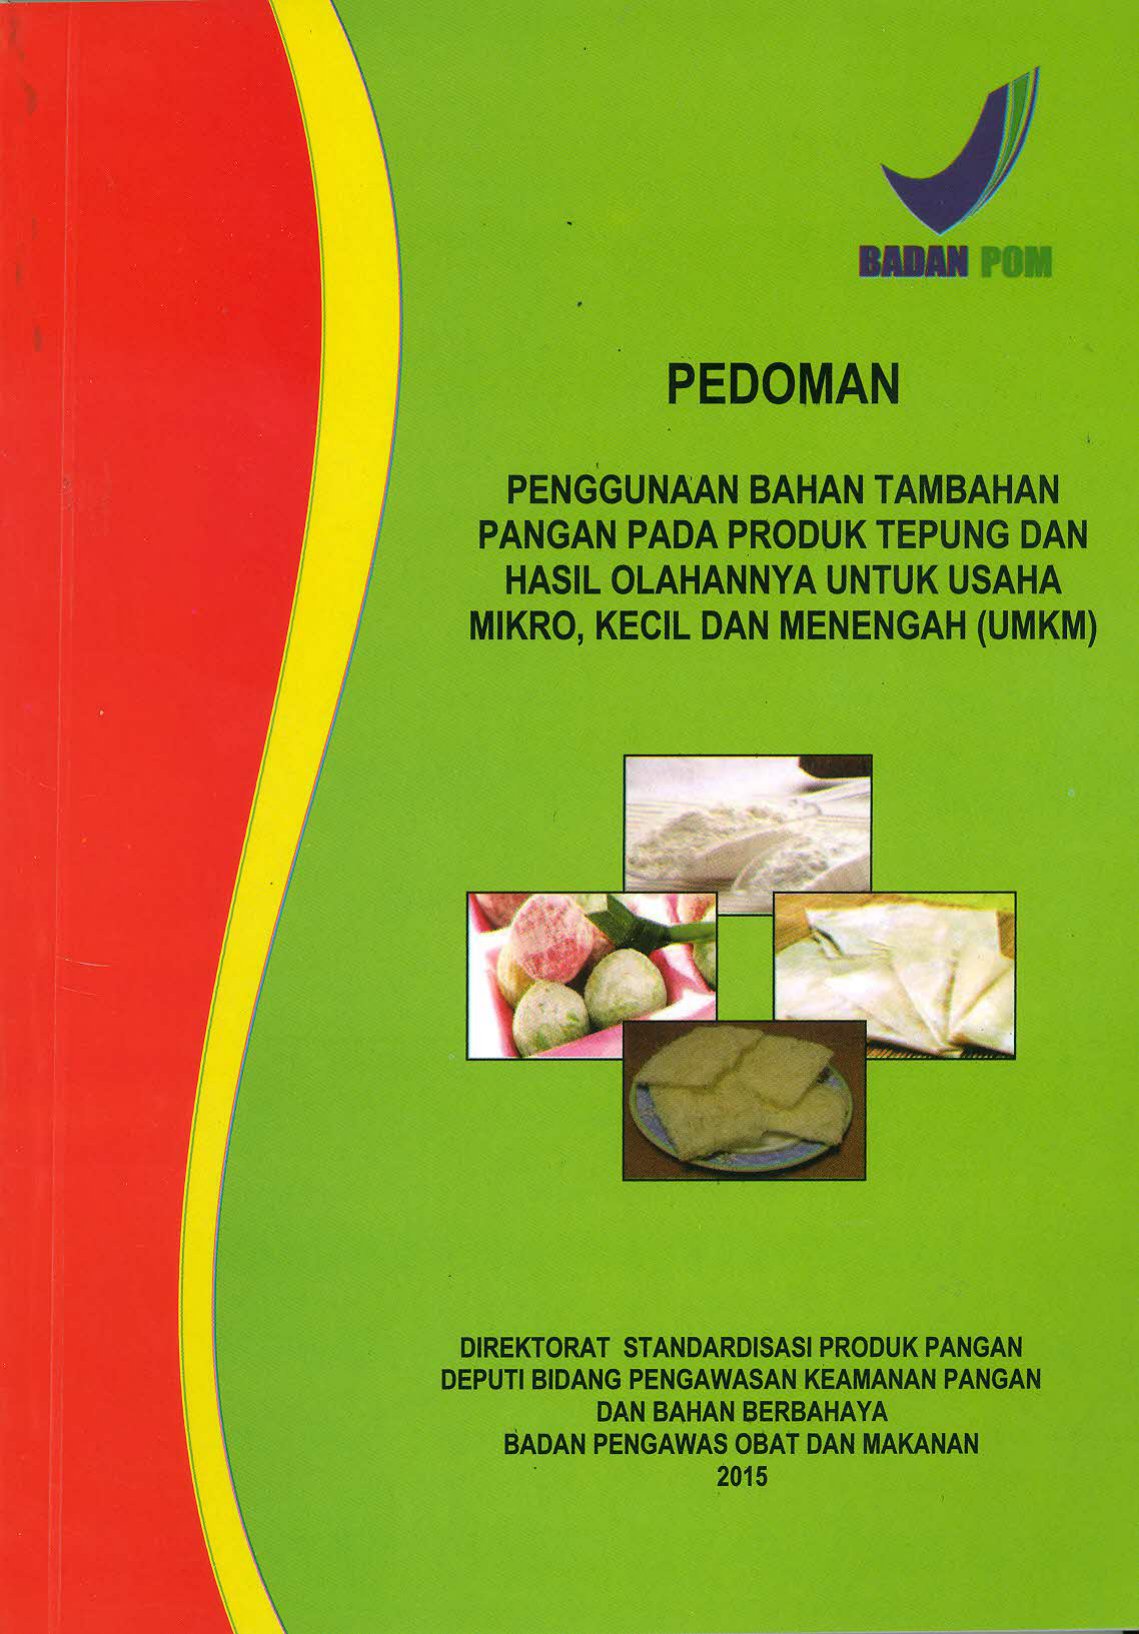 BADAN POM
PEDOMAN
PENGGUNAAN BAHAN TAMBAHAN
PANGAN PADA PRODUK TEPUNG DAN
HASIL OLAHANNYA UNTUK USAHA
MIKRO, KECIL DAN MENENGAH (UMKM)
DIREKTORAT STANDARDISASI PRODUK PANGAN
DEPUTI BIDANG PENGAWASAN KEAMANAN PANGAN
DAN BAHAN BERBAHAYA
BADAN PENGAWAS OBAT DAN MAKANAN
2015